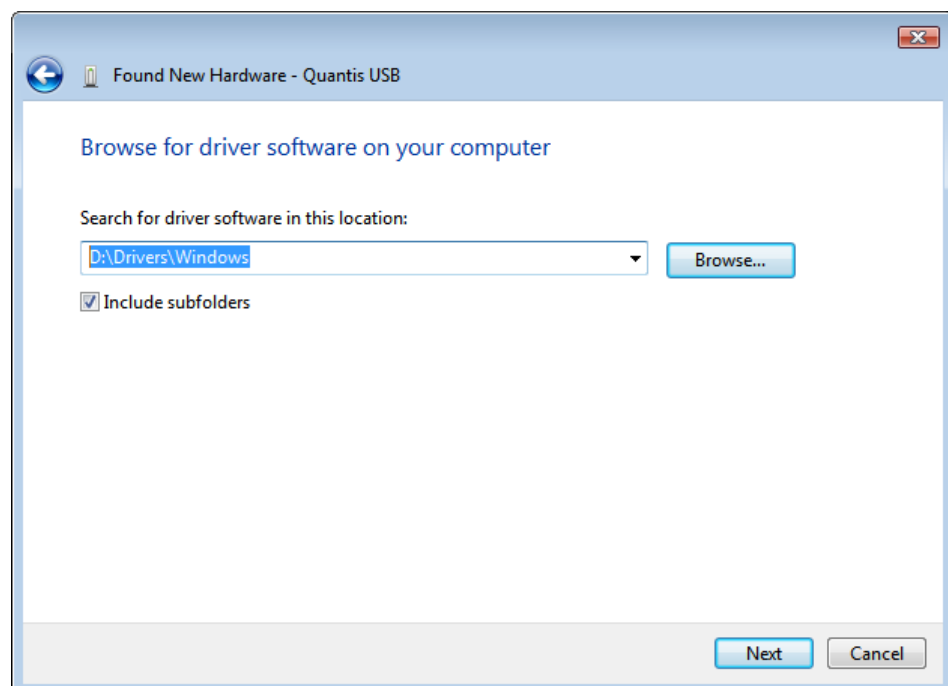 Found New Hardware - Quantis USB
Browse for driver software on your computer
Search for driver software in this location:
D:\Drivers\Windows
Browse...
Include subfolders
Next
Cancel